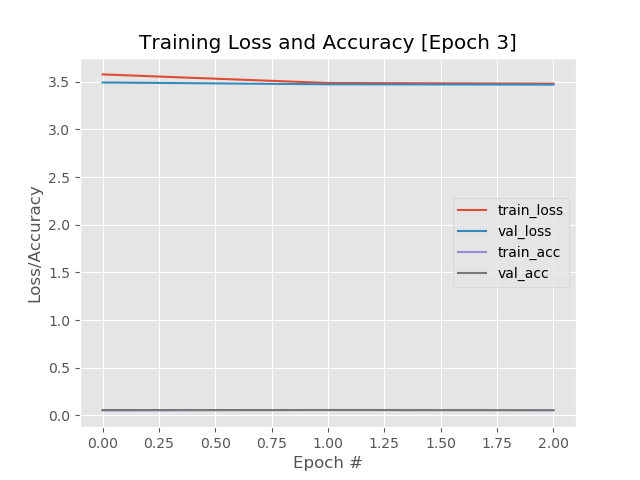 Training Loss and Accuracy [Epoch 3]
Loss/Accuracy
3.5
3.0
2.5
2.0
1.5
1.0
0.5
0.0
train_loss
val_loss
train_acc
val_acc
0.00 0.25 0.50 0.75 1.00 1.25 1.50 1.75 2.00
Epoch #